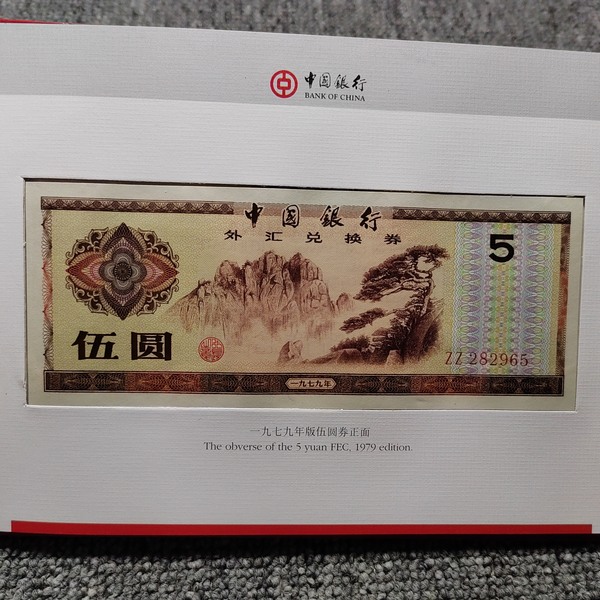 中国银行
BANK OF CHINA
中国银行
外汇兑换券
5
伍圆
ZZ 282965
一九七九年
一九七九年版伍圆券正面
The obverse of the 5 yuan FEC, 1979 edition.